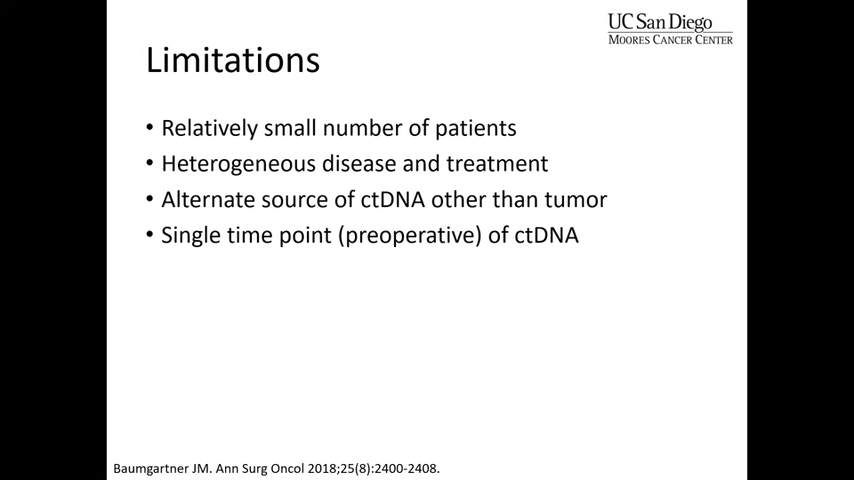 UC San Diego
MOORES CANCER CENTER
Limitations
• Relatively small number of patients
• Heterogeneous disease and treatment
• Alternate source of ctDNA other than tumor
• Single time point (preoperative) of ctDNA
Baumgartner JM. Ann Surg Oncol 2018;25(8):2400-2408.